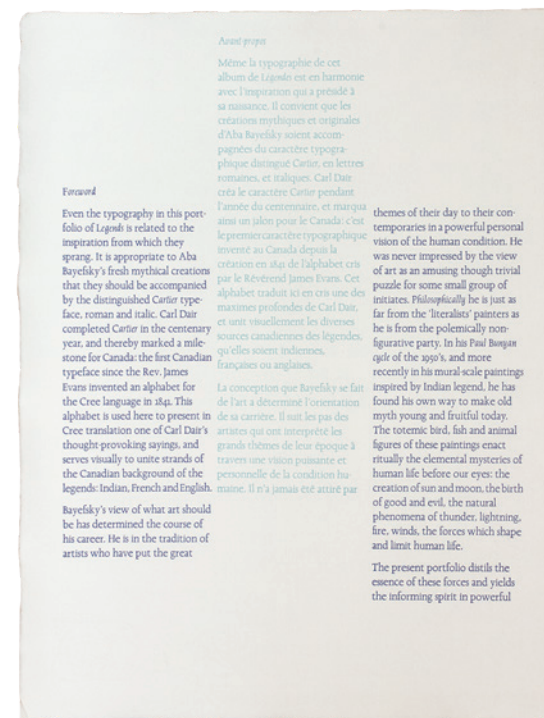 Foreword
Even the typography in this port-
folio of Legends is related to the
inspiration from which they
sprang. It is appropriate to Aba
Bayefsky's fresh mythical creations
that they should be accompanied
by the distinguished Cartier type-
face, roman and italic. Carl Dair
completed Cartier in the centenary
year, and thereby marked a mile-
stone for Canada: the first Canadian
typeface since the Rev. James
Evans invented an alphabet for
the Cree language in 1841. This
alphabet is used here to present in
Cree translation one of Carl Dair's
thought-provoking sayings, and
serves visually to unite strands of
the Canadian background of the
legends: Indian, French and English.
Bayefsky's view of what art should
be has determined the course of
his career. He is in the tradition of
artists who have put the great
Avant-propos
Même la typographie de cet
album de Légendes est en harmonie
avec l'inspiration qui a présidé à
sa naissance. Il convient que les
créations mythiques et originales
d'Aba Bayefsky soient accom-
pagnées du caractère typogra-
phique distingué Cartier, en lettres
romaines, et italiques. Carl Dair
créa le caractère Cartier pendant
l'année du centennaire, et marqua
ainsi un jalon pour le Canada: c'est
le premier caractère typographique
inventé au Canada depuis la
création en 1841 de l'alphabet cris
par le Révérend James Evans. Cet
alphabet traduit ici en cris une des
maximes profondes de Carl Dair,
et unit visuellement les diverses
sources canadiennes des légendes,
qu'elles soient indiennes,
françaises ou anglaises.
La conception que Bayefsky se fait
de l'art a déterminé l'orientation
de sa carrière. Il suit les pas des
artistes qui ont interprété les
grands thèmes de leur époque à
travers une vision puissante et
personnelle de la condition hu-
maine. Il n'a jamais été attiré par
themes of their day to their con-
temporaries in a powerful personal
vision of the human condition. He
was never impressed by the view
of art as an amusing though trivial
puzzle for some small group of
initiates. Philosophically he is just as
far from the 'literalists' painters as
he is from the polemically non-
figurative party. In his Paul Bunyan
cycle of the 1950's, and more
recently in his mural-scale paintings
inspired by Indian legend, he has
found his own way to make old
myth young and fruitful today.
The totemic bird, fish and animal
figures of these paintings enact
ritually the elemental mysteries of
human life before our eyes: the
creation of sun and moon, the birth
of good and evil, the natural
phenomena of thunder, lightning,
fire, winds, the forces which shape
and limit human life.
The present portfolio distils the
essence of these forces and yields
the informing spirit in powerful